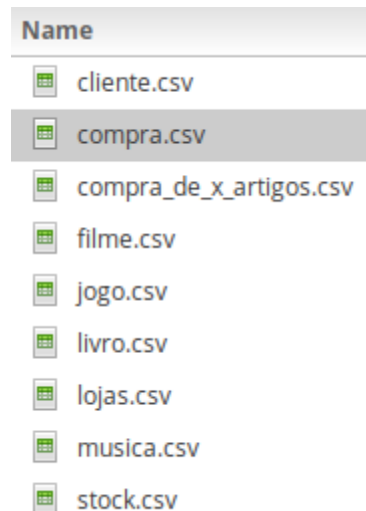 Name
cliente.csv
compra.csv
compra_de_x_artigos.csv
filme.csv
jogo.csv
livro.csv
lojas.csv
musica.csv
stock.csv